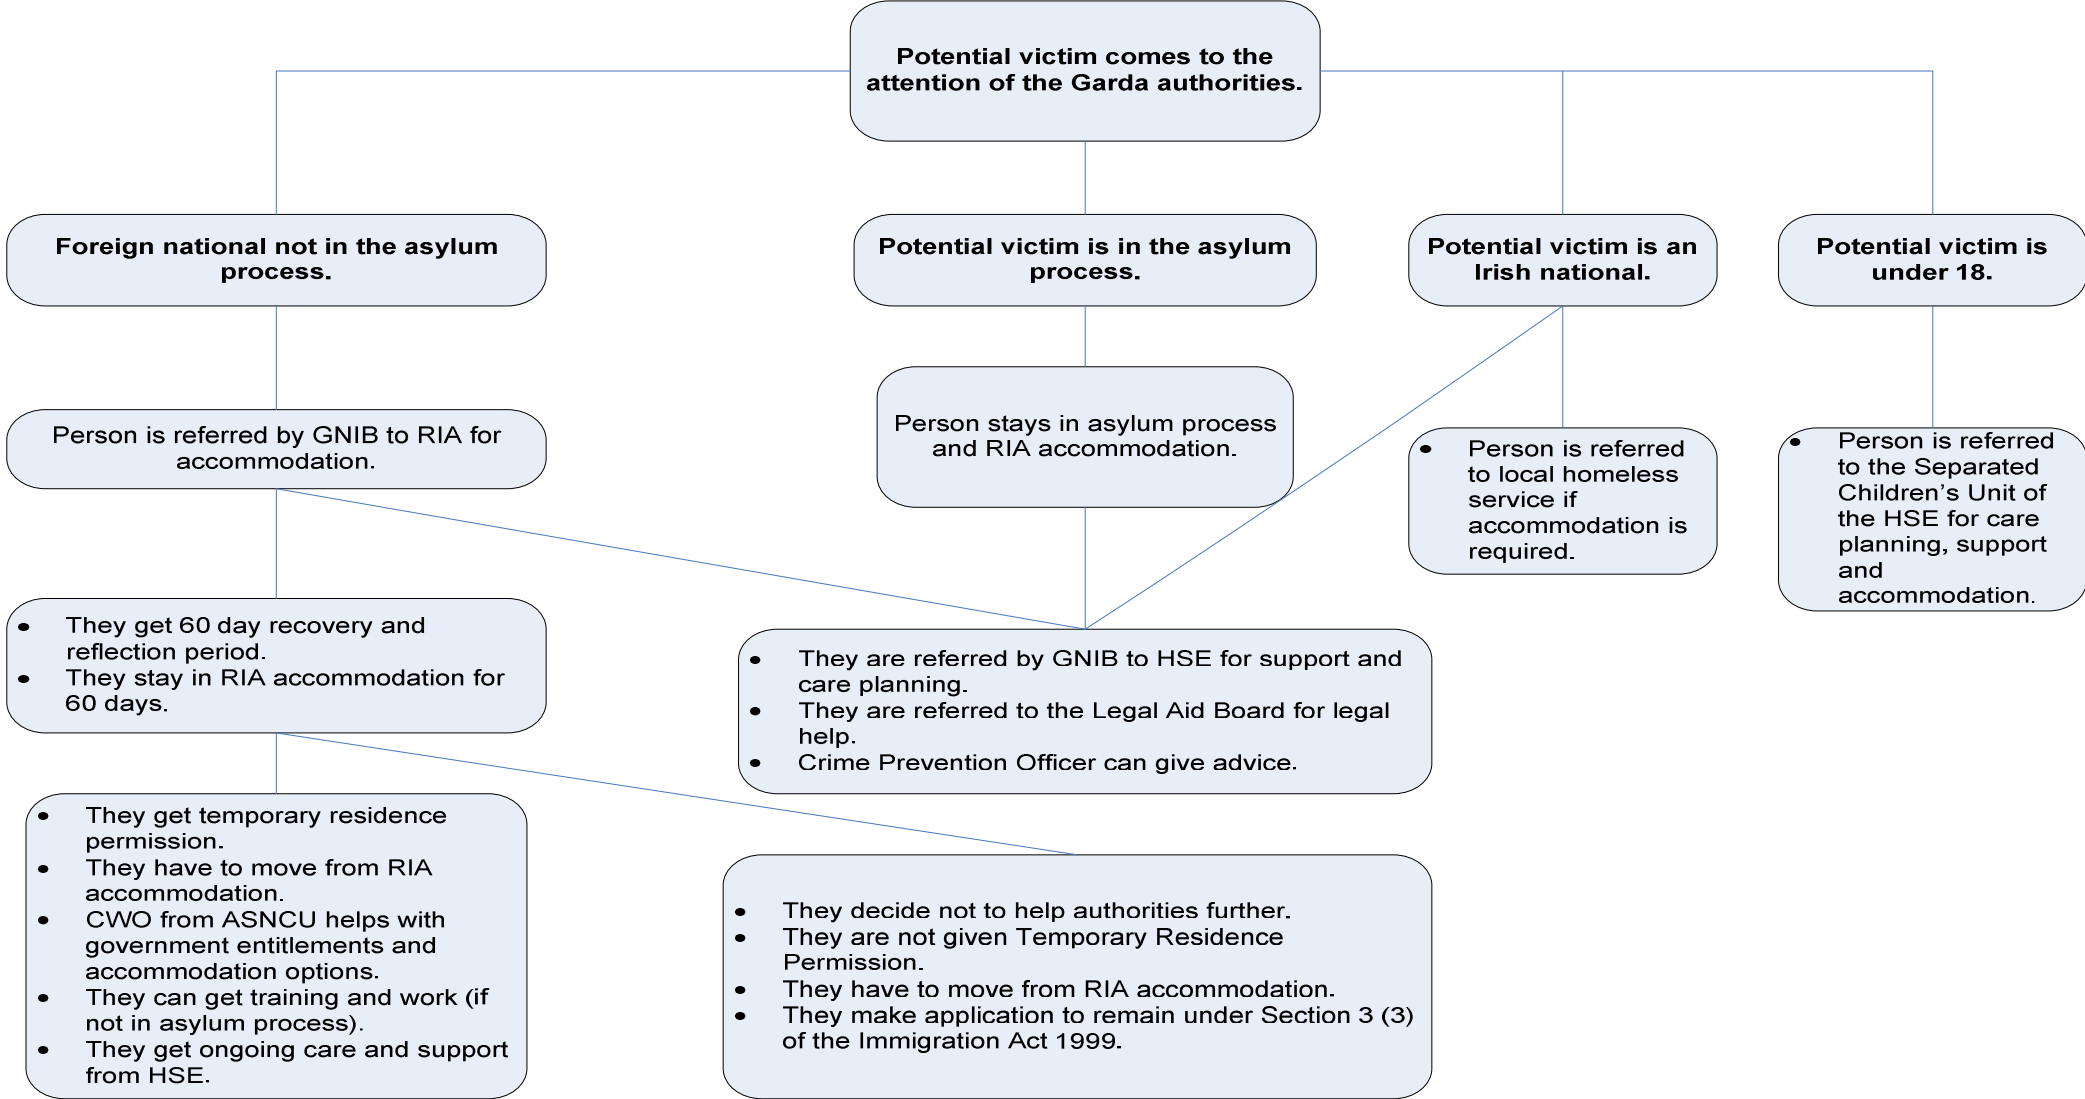 Potential victim comes to the
attention of the Garda authorities.
Foreign national not in the asylum
process.
Potential victim is in the asylum
process.
Potential victim is an
Irish national.
Potential victim is
under 18.
Person is referred by GNIB to RIA for
accommodation.
Person stays in asylum process
and RIA accommodation.
• Person is referred
to local homeless
service if
accommodation is
required.
• Person is referred
to the Separated
Children’s Unit of
the HSE for care
planning, support
and
accommodation.
• They get 60 day recovery and
reflection period.
• They stay in RIA accommodation for
60 days.
• They are referred by GNIB to HSE for support and
care planning.
• They are referred to the Legal Aid Board for legal
help.
• Crime Prevention Officer can give advice.
• They get temporary residence
permission.
• They have to move from RIA
accommodation.
• CWO from ASNCU helps with
government entitlements and
accommodation options.
• They can get training and work (if
not in asylum process).
• They get ongoing care and support
from HSE.
• They decide not to help authorities further.
• They are not given Temporary Residence
Permission.
• They have to move from RIA accommodation.
• They make application to remain under Section 3 (3)
of the Immigration Act 1999.